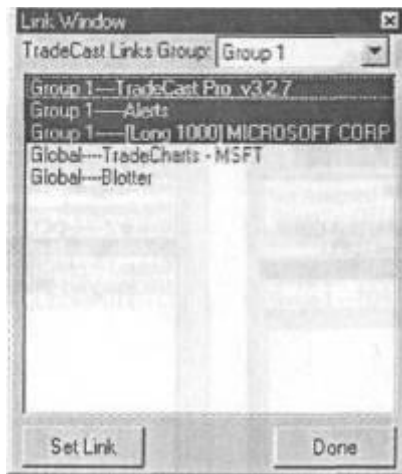 Link Window
TradeCast Links Group: Group 1
Group 1---TradeCast Pro v3.2.7
Group 1----Alerts
Group 1----[Long 1000] MICROSOFT CORP
Global---TradeCharts - MSFT
Global---Blotter
Set Link Done